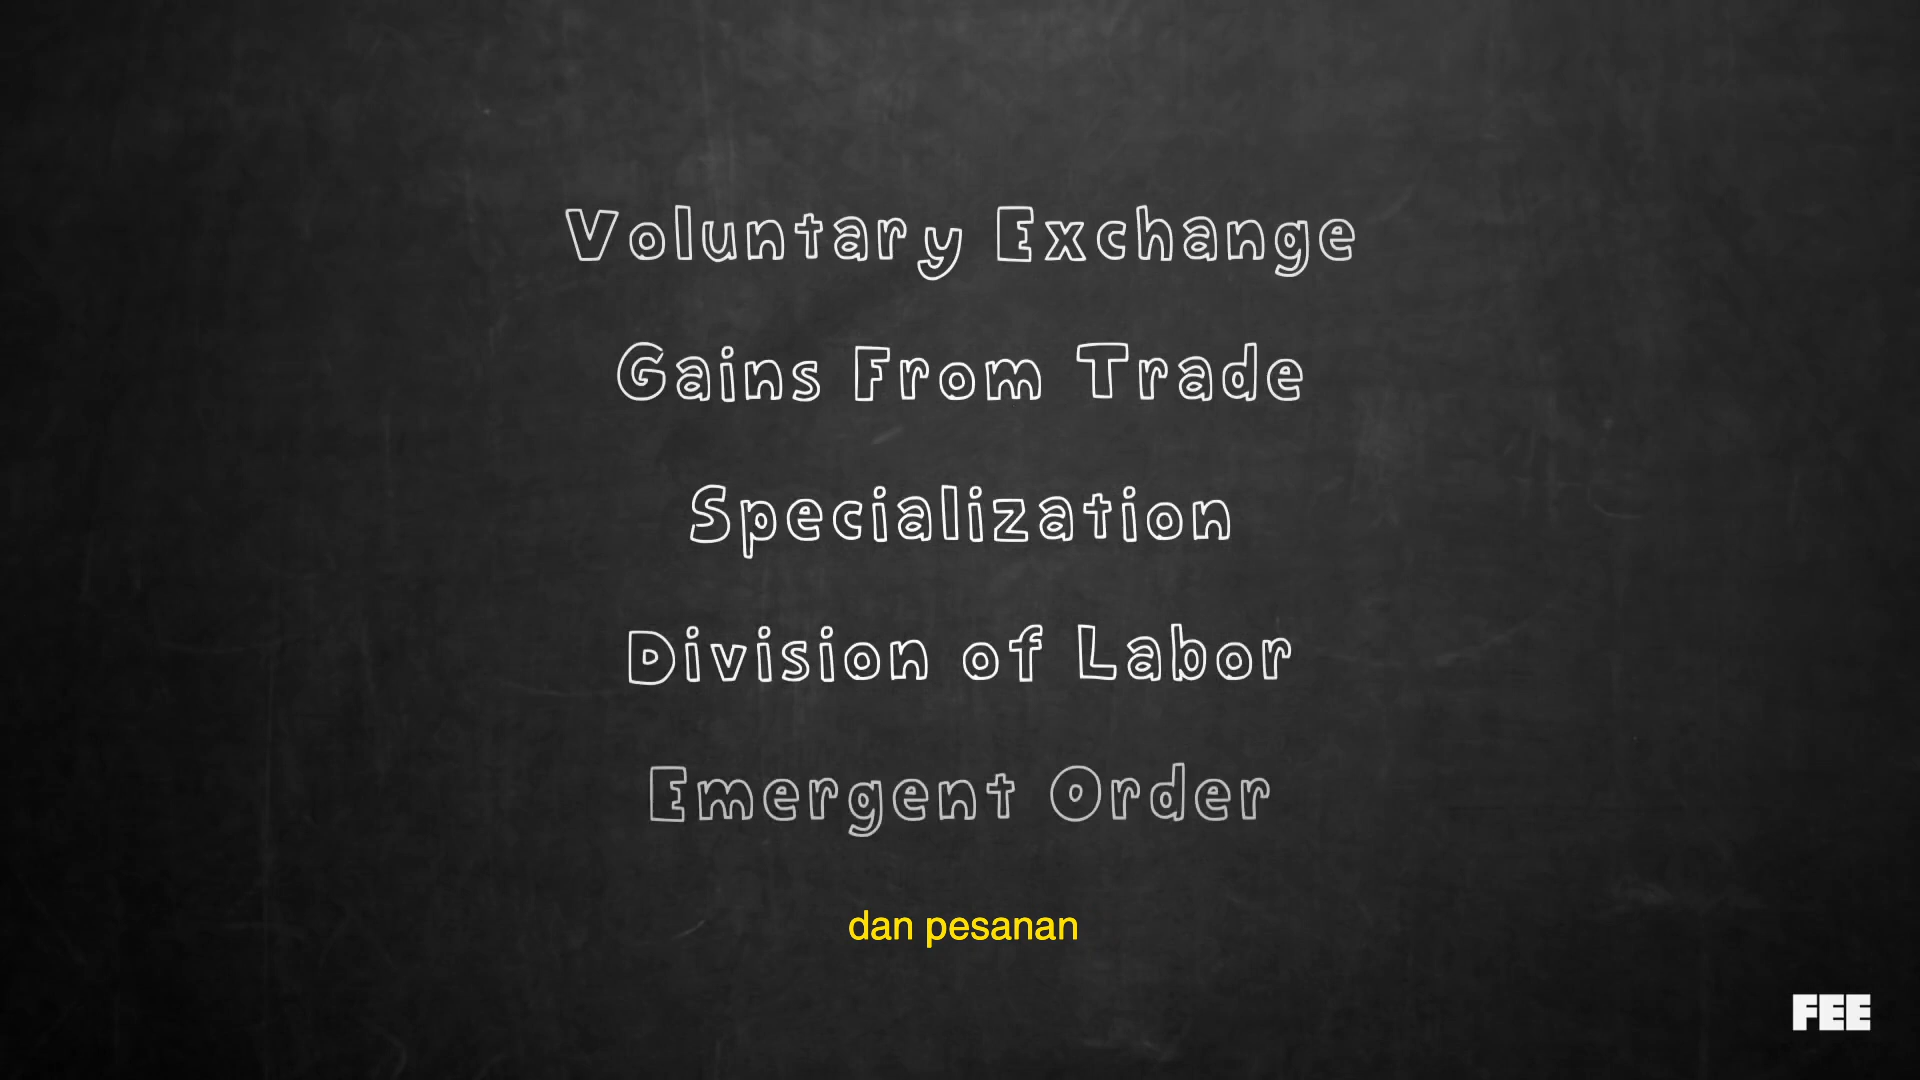 Voluntary Exchange
Gains From Trade
Specialization
Division of Labor
Emergent Order
dan pesanan
FEE